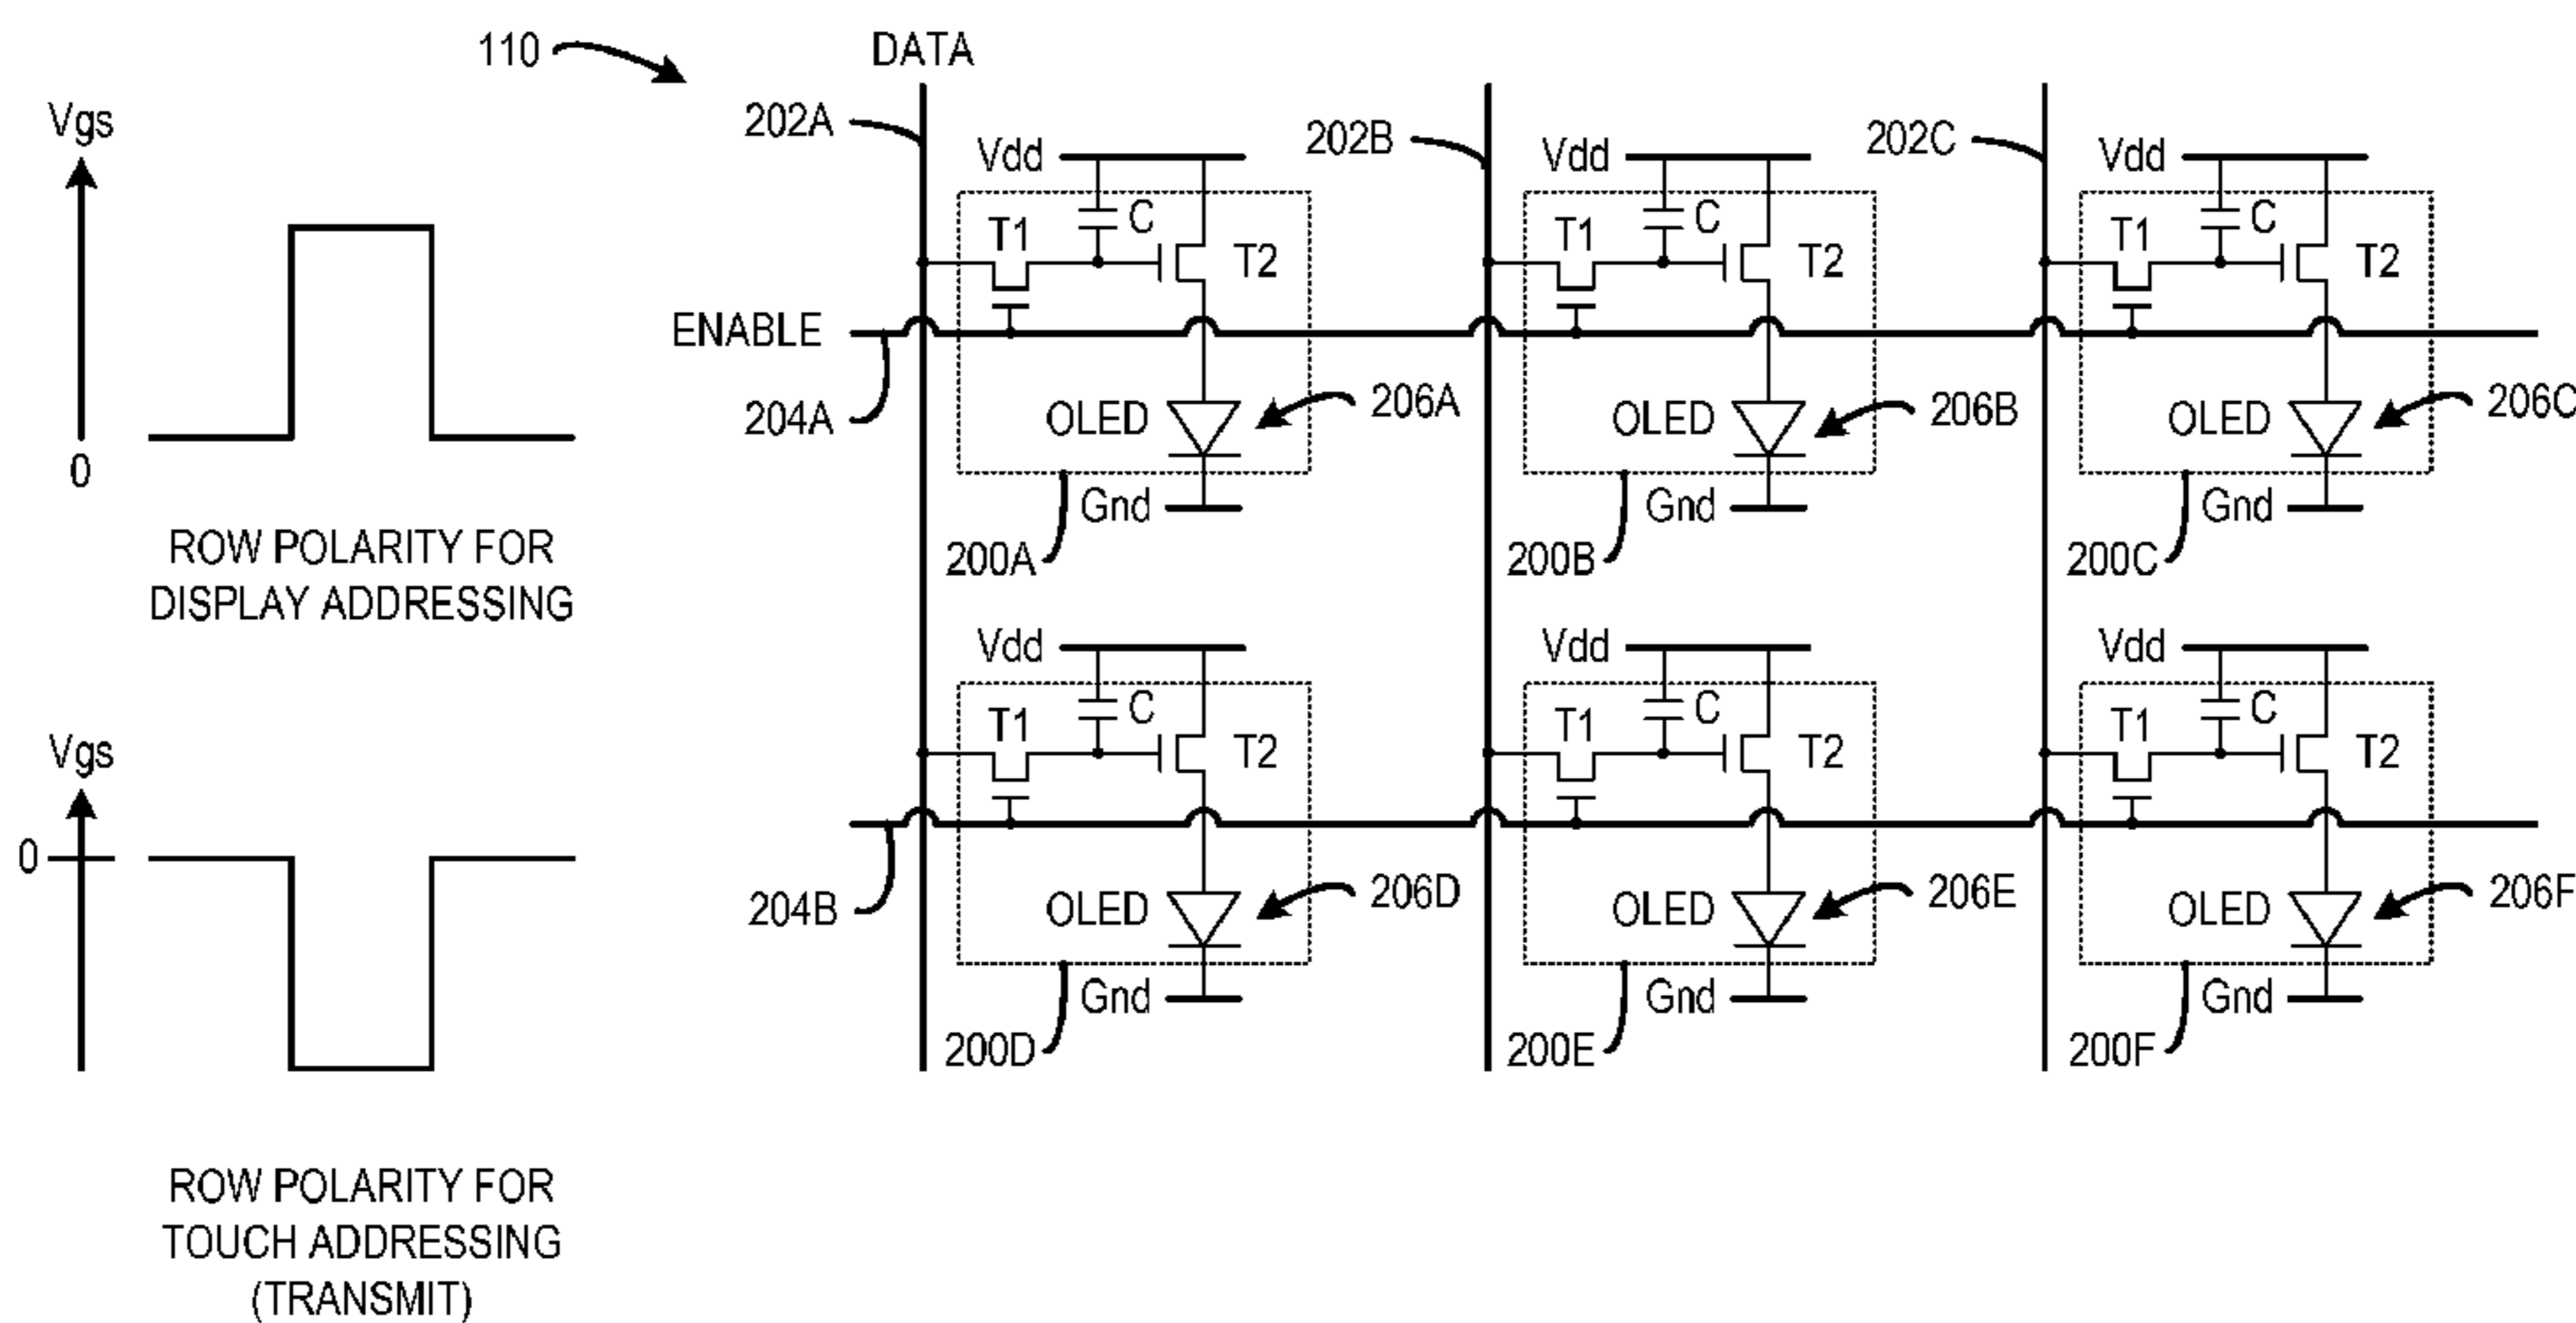 110
DATA
Vgs
202A
202B
202C
Vdd
Vdd
Vdd
T1
C
T2
T1
C
T2
T1
C
T2
ENABLE
204A
OLED
206A
OLED
206B
OLED
206C
0
Gnd
Gnd
Gnd
200A
200B
200C
ROW POLARITY FOR
DISPLAY ADDRESSING
Vdd
Vdd
Vdd
T1
C
T2
T1
C
T2
T1
C
T2
Vgs
0
204B
OLED
206D
OLED
206E
OLED
206F
Gnd
Gnd
Gnd
200D
200E
200F
ROW POLARITY FOR
TOUCH ADDRESSING
(TRANSMIT)